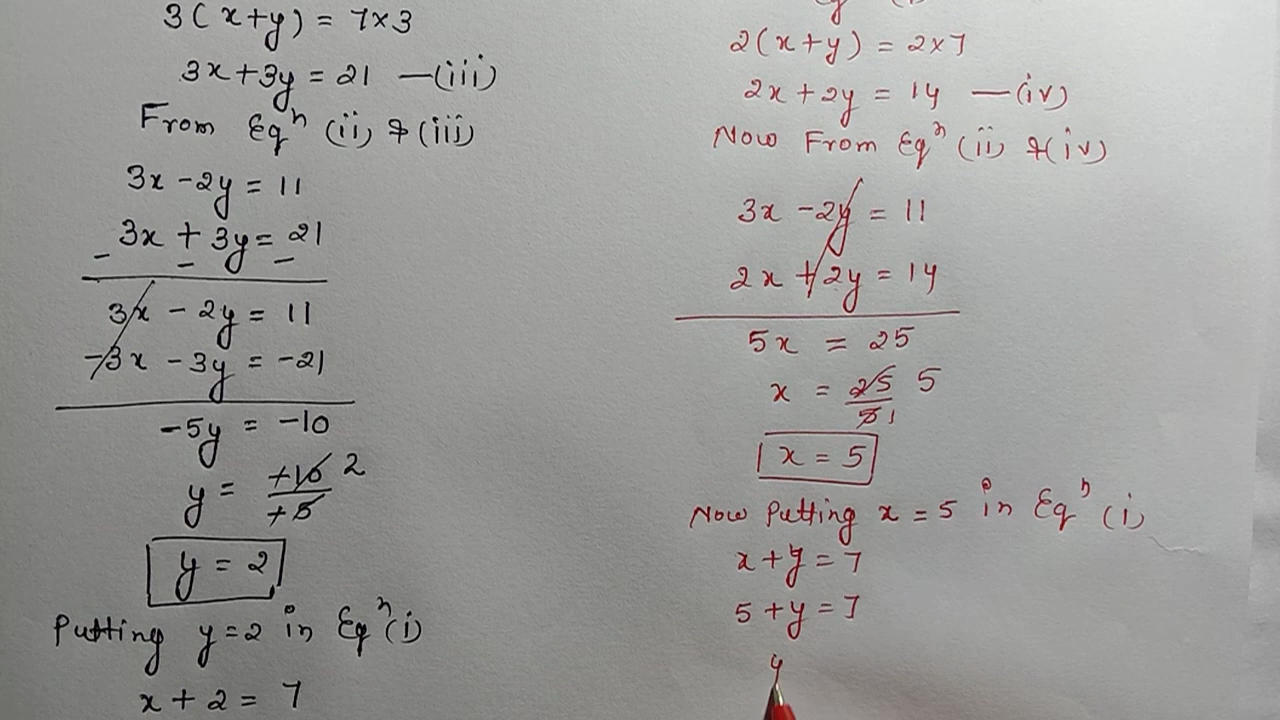 3(x+y) = 7×3
3x+3y = 21 —(iii)
From Eqⁿ (ii) & (iii)
3x -2y = 11
3x + 3y = 21
- - -
3x - 2y = 11
-3x - 3y = -21
-5y = -10
y = +10/+5 2
y = 2
Putting y=2 in Eqⁿ(i)
x + 2 = 7
2(x+y) = 2×7
2x + 2y = 14 —(iv)
Now From Eqⁿ (ii) &(iv)
3x -2y = 11
2x + 2y = 14
5x = 25
x = 25/5 5 1
x = 5
Now Putting x = 5 in Eqⁿ (i)
x + y = 7
5 + y = 7
y